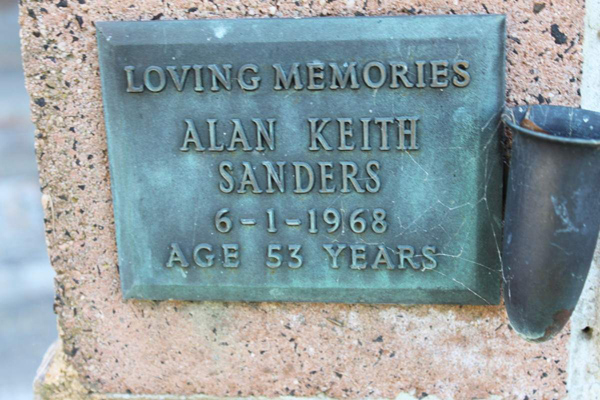 LOVING MEMORIES
ALAN KEITH
SANDERS
6-1-1968
AGE 53 YEARS